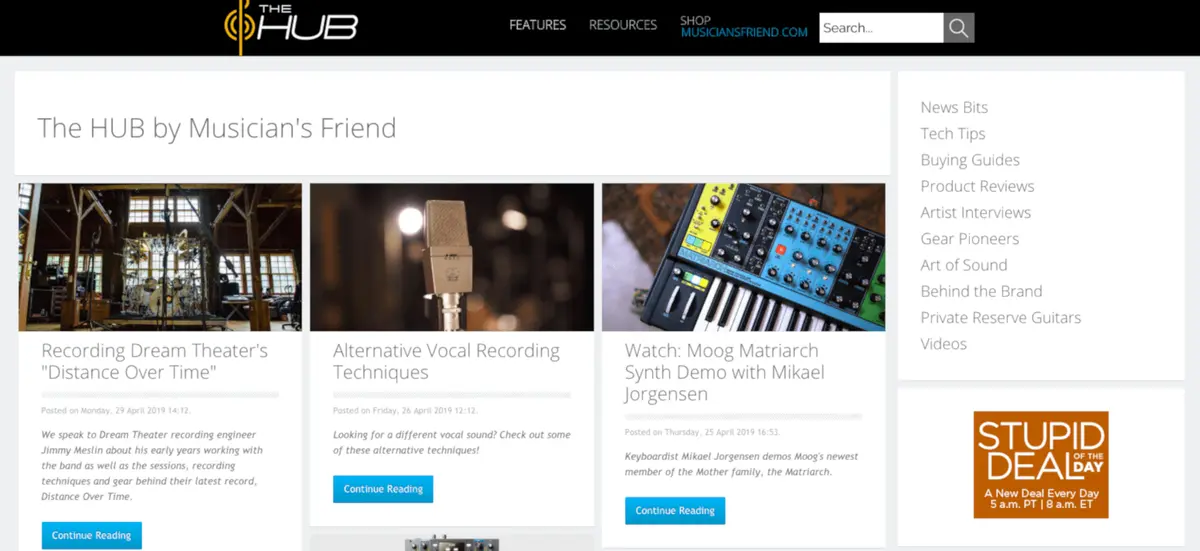 THE
HUB
FEATURES
RESOURCES
SHOP
MUSICIANSFRIEND.COM
Search...
The HUB by Musician's Friend
Recording Dream Theater's
"Distance Over Time"
Posted on Monday, 29 April 2019 14:12.
We speak to Dream Theater recording engineer
Jimmy Meslin about his early years working with
the band as well as the sessions, recording
techniques and gear behind their latest record,
Distance Over Time.
Continue Reading
Alternative Vocal Recording
Techniques
Posted on Friday, 26 April 2019 12:12.
Looking for a different vocal sound? Check out some
of these alternative techniques!
Continue Reading
Watch: Moog Matriarch
Synth Demo with Mikael
Jorgensen
Posted on Thursday, 25 April 2019 16:53.
Keyboardist Mikael Jorgensen demos Moog's newest
member of the Mother family, the Matriarch.
Continue Reading
News Bits
Tech Tips
Buying Guides
Product Reviews
Artist Interviews
Gear Pioneers
Art of Sound
Behind the Brand
Private Reserve Guitars
Videos
STUPID
DEAL OF THE DAY
A New Deal Every Day
5 a.m. PT | 8 a.m. ET